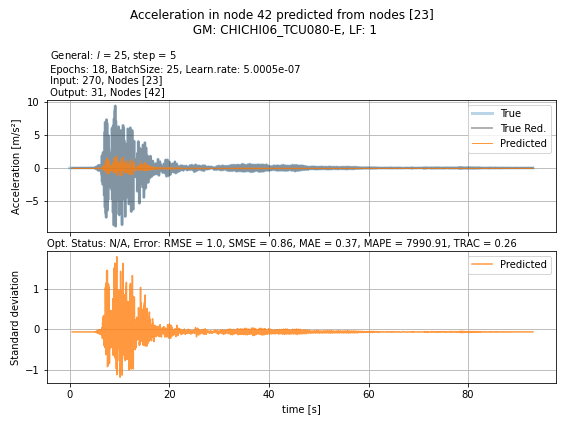 Acceleration in node 42 predicted from nodes [23]
GM: CHICHI06_TCU080-E, LF: 1
General: l = 25, step = 5
Epochs: 18, BatchSize: 25, Learn.rate: 5.0005e-07
Input: 270, Nodes [23]
Output: 31, Nodes [42]
Acceleration [m/s²]
10
5
0
−5
True
True Red.
Predicted
Opt. Status: N/A, Error: RMSE = 1.0, SMSE = 0.86, MAE = 0.37, MAPE = 7990.91, TRAC = 0.26
Standard deviation
1
0
−1
Predicted
0 20 40 60 80
time [s]